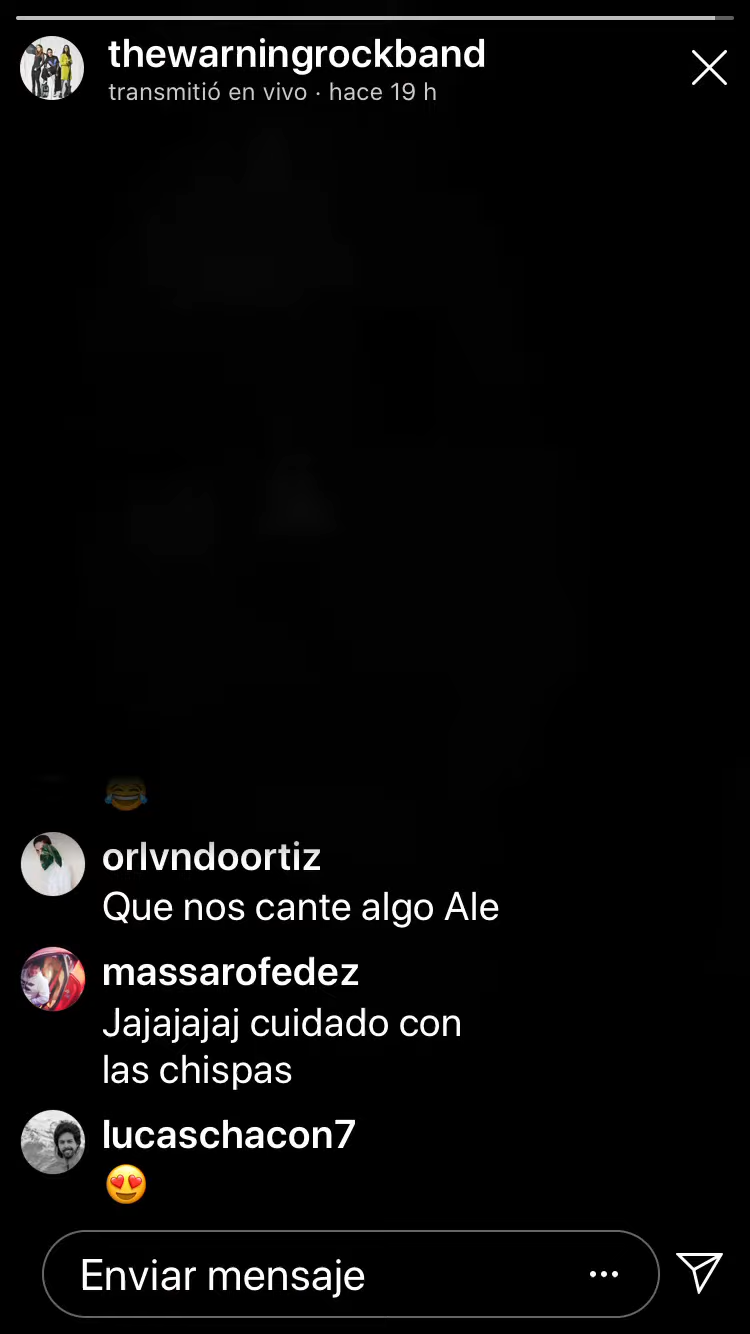 thewarningrockband
transmitió en vivo · hace 19 h
😂
orlvndoortiz
Que nos cante algo Ale
massarofedez
Jajajajaj cuidado con
las chispas
lucaschacon7
😍
Enviar mensaje